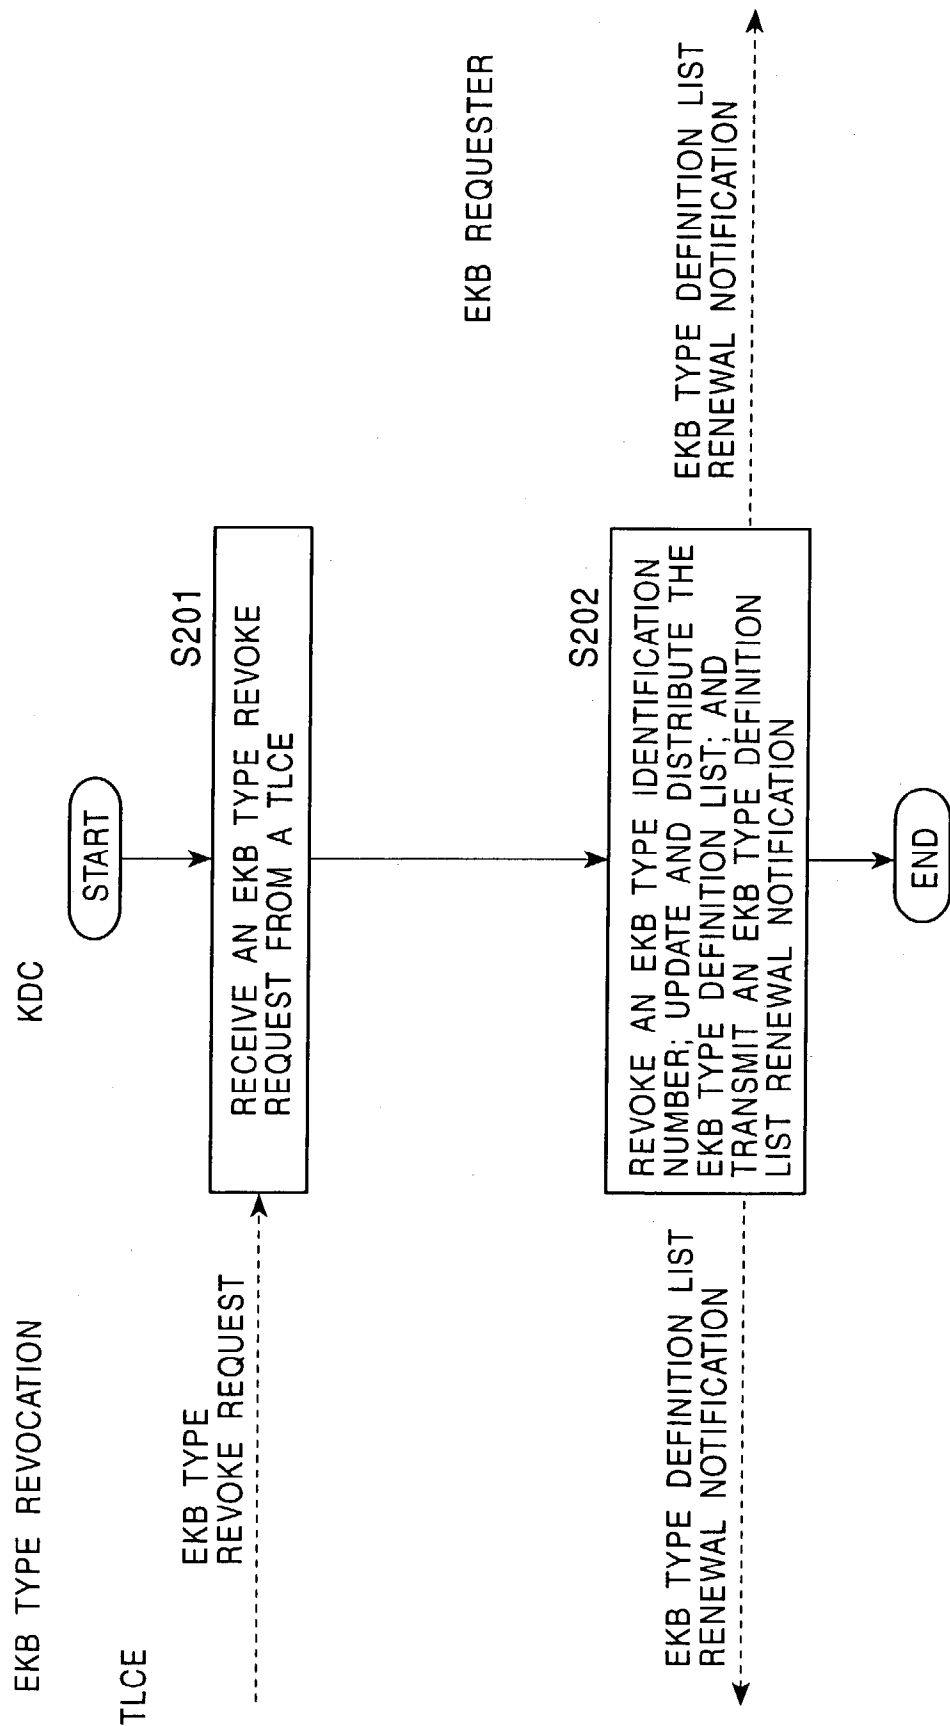 EKB TYPE REVOCATION
TLCE
KDC
EKB REQUESTER
START
EKB TYPE
REVOKE REQUEST
S201
RECEIVE AN EKB TYPE REVOKE
REQUEST FROM A TLCE
S202
REVOKE AN EKB TYPE IDENTIFICATION
NUMBER; UPDATE AND DISTRIBUTE THE
EKB TYPE DEFINITION LIST; AND
TRANSMIT AN EKB TYPE DEFINITION
LIST RENEWAL NOTIFICATION
EKB TYPE DEFINITION LIST
RENEWAL NOTIFICATION
EKB TYPE DEFINITION LIST
RENEWAL NOTIFICATION
END